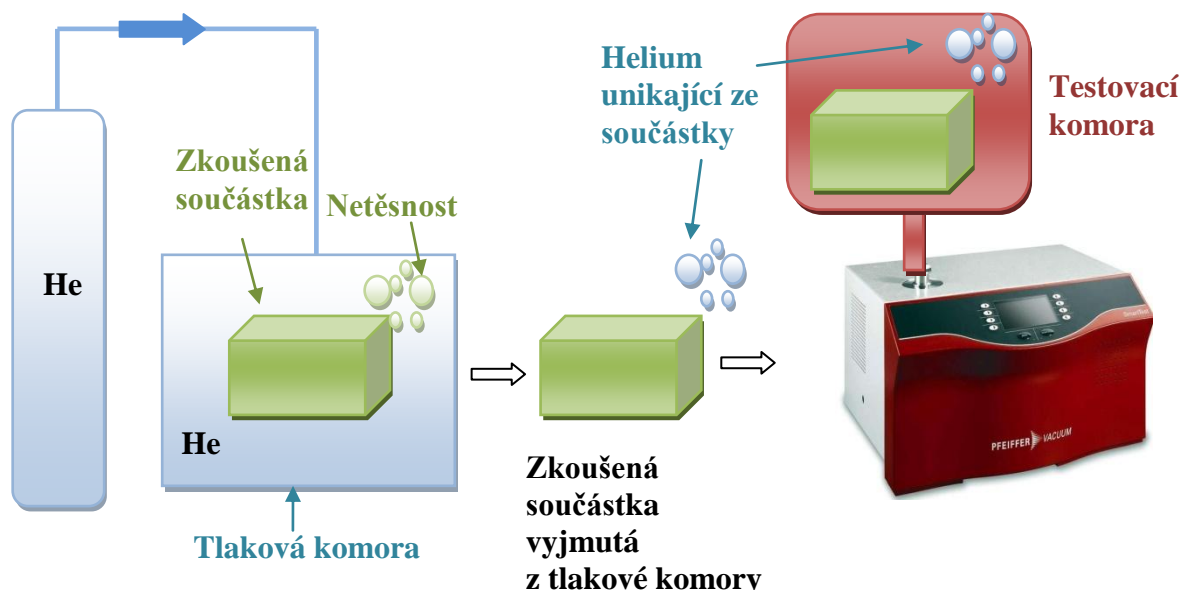 He
Zkoušená
součástka
Netěsnost
He
Tlaková komora
Zkoušená
součástka
vyjmutá
z tlakové komory
Helium
unikající ze
součástky
Testovací
komora
PFEIFFER VACUUM